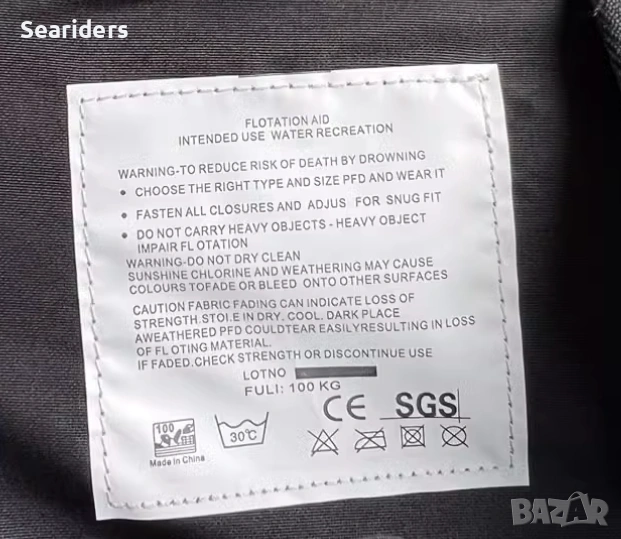 Seariders
FLOTATION AID
INTENDED USE WATER RECREATION
WARNING-TO REDUCE RISK OF DEATH BY DROWNING
• CHOOSE THE RIGHT TYPE AND SIZE PFD AND WEAR IT
• FASTEN ALL CLOSURES AND ADJUS FOR SNUG FIT
• DO NOT CARRY HEAVY OBJECTS - HEAVY OBJECT
IMPAIR FL OTATION
WARNING-DO NOT DRY CLEAN
SUNSHINE CHLORINE AND WEATHERING MAY CAUSE
COLOURS TOFADE OR BLEED ONTO OTHER SURFACES
CAUTION FABRIC FADING CAN INDICATE LOSS OF
STRENGTH.STOI.E IN DRY. COOL. DARK PLACE
AWEATHERED PFD COULDTEAR EASILYRESULTING IN LOSS
OF FL OTING MATERIAL.
IF FADED.CHECK STRENGTH OR DISCONTINUE USE
LOTNO
FULI: 100 KG
CE SGS
100
30℃
Made in China
BAZAR